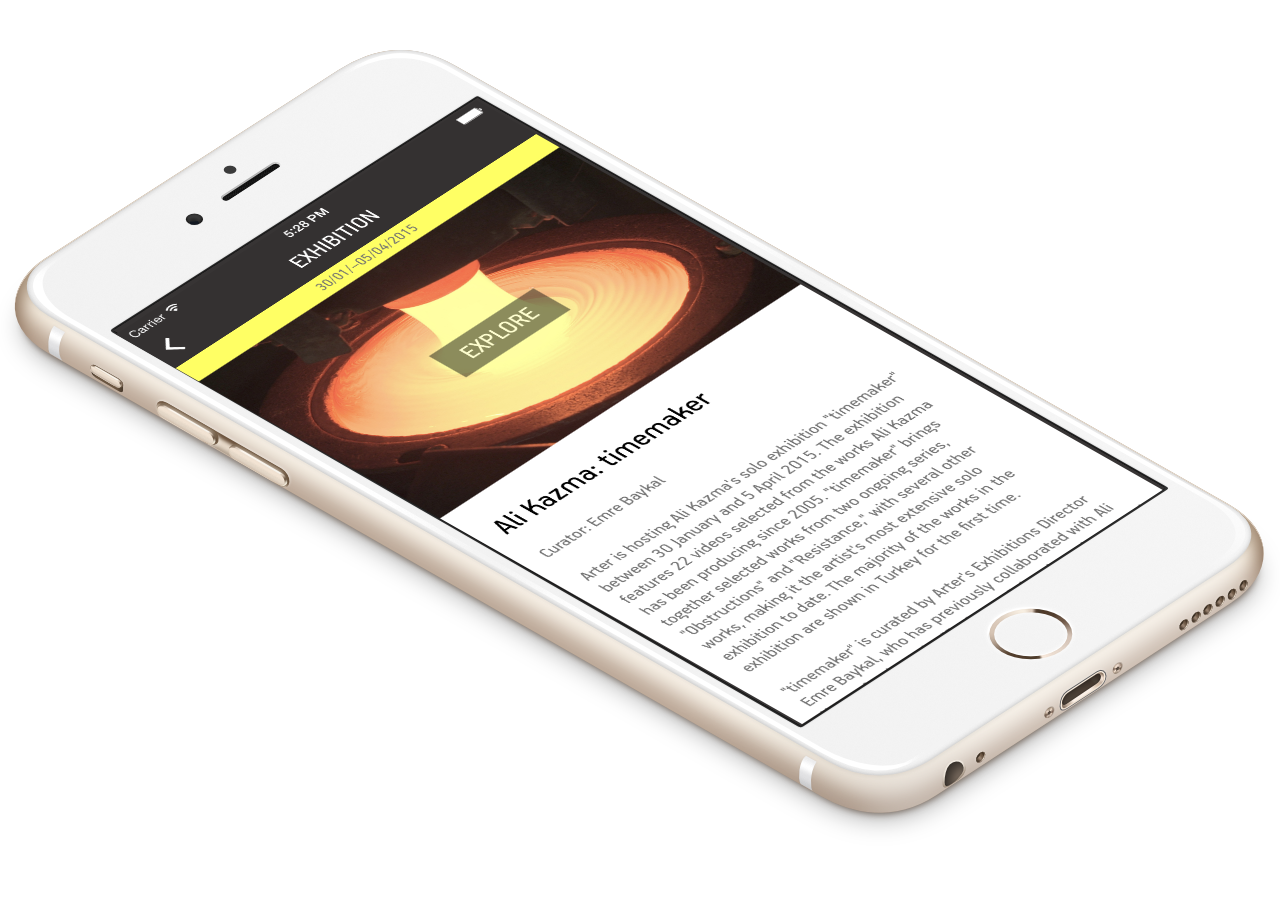 Carrier
5:28 PM
EXHIBITION
30/01/–05/04/2015
EXPLORE
Ali Kazma: timemaker
Curator: Emre Baykal
Arter is hosting Ali Kazma's solo exhibition "timemaker"
between 30 January and 5 April 2015. The exhibition
features 22 videos selected from the works Ali Kazma
has been producing since 2005. "timemaker" brings
together selected works from two ongoing series,
"Obstructions" and "Resistance," with several other
works, making it the artist's most extensive solo
exhibition to date. The majority of the works in the
exhibition are shown in Turkey for the first time.
"timemaker" is curated by Arter's Exhibitions Director
Emre Baykal, who has previously collaborated with Ali